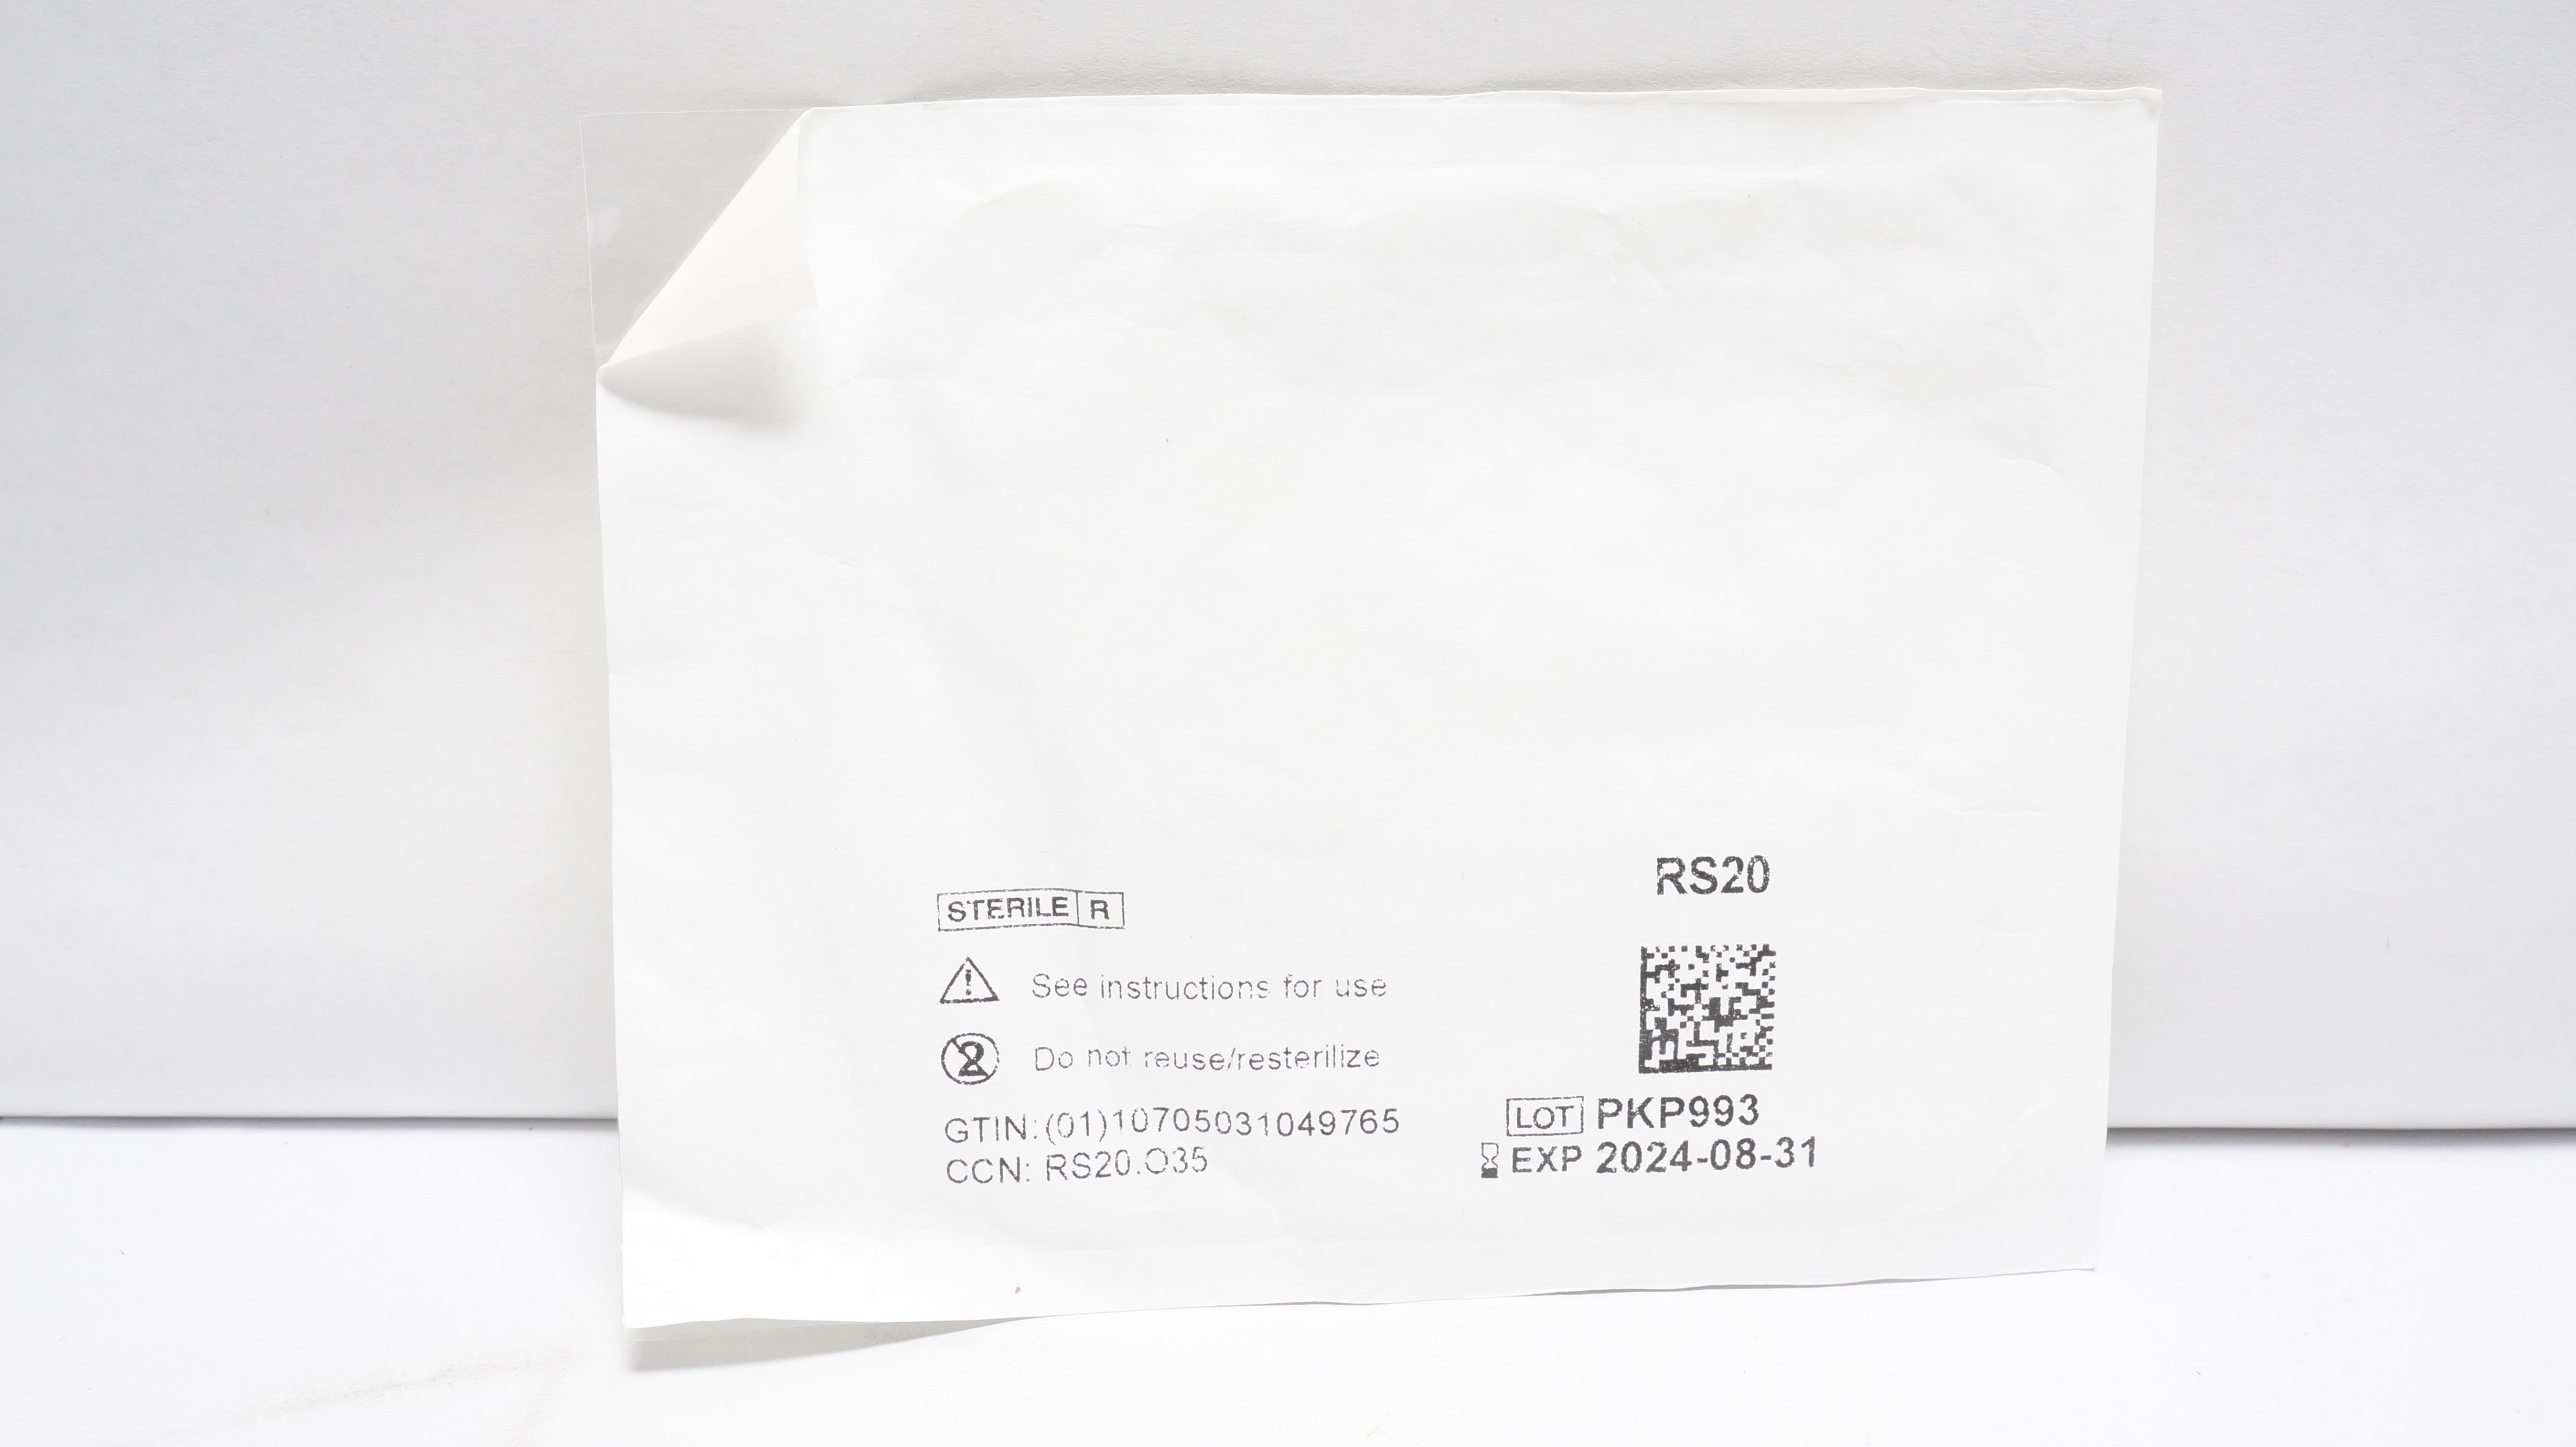 RS20
STERILE R
See instructions for use
Do not reuse/resterilize
GTIN: (01)10705031049765
CCN: RS20.O35
LOT PKP993
EXP 2024-08-31